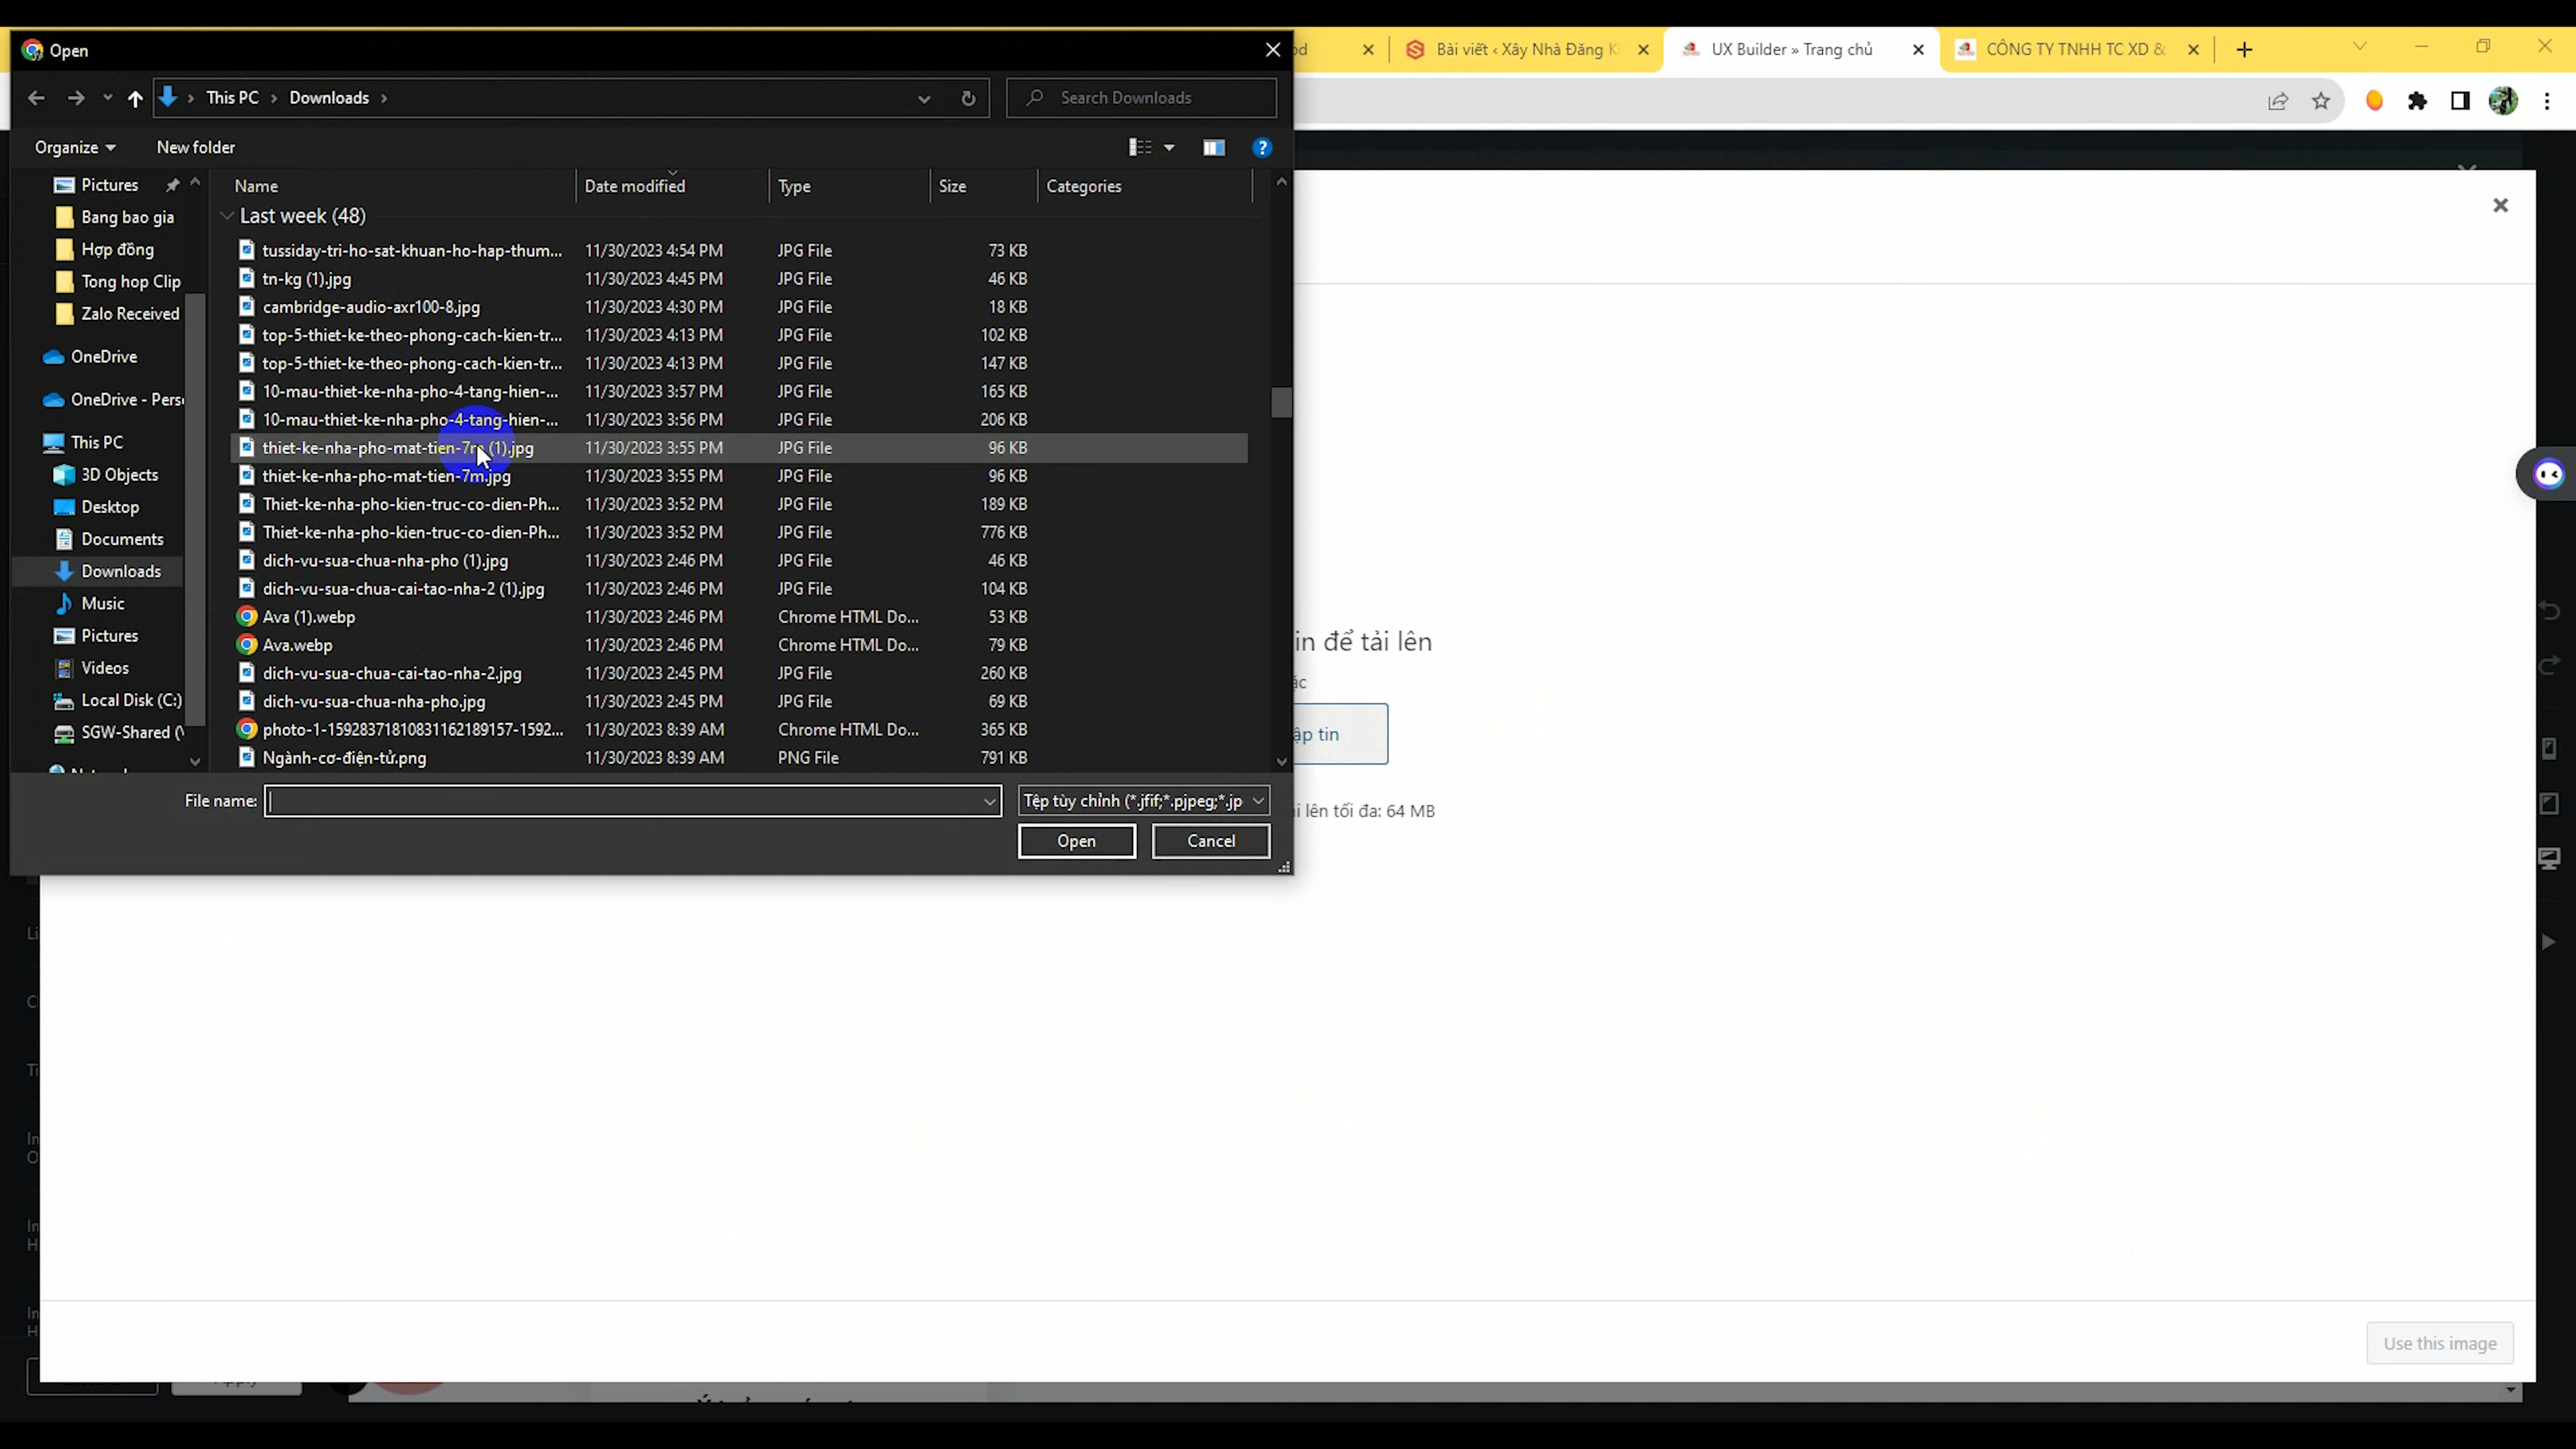 Open
od
Bài viết ‹ Xây Nhà Đăng K
UX Builder » Trang chủ
CÔNG TY TNHH TC XD &
This PC
Downloads
Search Downloads
Organize
New folder
Name
Date modified
Type
Size
Categories
Pictures
Bang bao gia
Hợp đồng
Tong hop Clip
Zalo Received
OneDrive
OneDrive - Pers
This PC
3D Objects
Desktop
Documents
Downloads
Music
Pictures
Videos
Local Disk (C:)
SGW-Shared (
Last week (48)
tussiday-tri-ho-sat-khuan-ho-hap-thum... 11/30/2023 4:54 PM JPG File 73 KB
tn-kg (1).jpg 11/30/2023 4:45 PM JPG File 46 KB
cambridge-audio-axr100-8.jpg 11/30/2023 4:30 PM JPG File 18 KB
top-5-thiet-ke-theo-phong-cach-kien-tr... 11/30/2023 4:13 PM JPG File 102 KB
top-5-thiet-ke-theo-phong-cach-kien-tr... 11/30/2023 4:13 PM JPG File 147 KB
10-mau-thiet-ke-nha-pho-4-tang-hien-... 11/30/2023 3:57 PM JPG File 165 KB
10-mau-thiet-ke-nha-pho-4-tang-hien-... 11/30/2023 3:56 PM JPG File 206 KB
thiet-ke-nha-pho-mat-tien-7m (1).jpg 11/30/2023 3:55 PM JPG File 96 KB
thiet-ke-nha-pho-mat-tien-7m.jpg 11/30/2023 3:55 PM JPG File 96 KB
Thiet-ke-nha-pho-kien-truc-co-dien-Ph... 11/30/2023 3:52 PM JPG File 189 KB
Thiet-ke-nha-pho-kien-truc-co-dien-Ph... 11/30/2023 3:52 PM JPG File 776 KB
dich-vu-sua-chua-nha-pho (1).jpg 11/30/2023 2:46 PM JPG File 46 KB
dich-vu-sua-chua-cai-tao-nha-2 (1).jpg 11/30/2023 2:46 PM JPG File 104 KB
Ava (1).webp 11/30/2023 2:46 PM Chrome HTML Do... 53 KB
Ava.webp 11/30/2023 2:46 PM Chrome HTML Do... 79 KB
dich-vu-sua-chua-cai-tao-nha-2.jpg 11/30/2023 2:45 PM JPG File 260 KB
dich-vu-sua-chua-nha-pho.jpg 11/30/2023 2:45 PM JPG File 69 KB
photo-1-15928371810831162189157-1592... 11/30/2023 8:39 AM Chrome HTML Do... 365 KB
Ngành-cơ-điện-tử.png 11/30/2023 8:39 AM PNG File 791 KB
File name:
Tệp tùy chỉnh (*.jfif;*.pjpeg;*.jp
Open
Cancel
in để tải lên
ác
ập tin
i lên tối đa: 64 MB
Li
C
Ti
In
O
In
H
In
H
Use this image
Apply